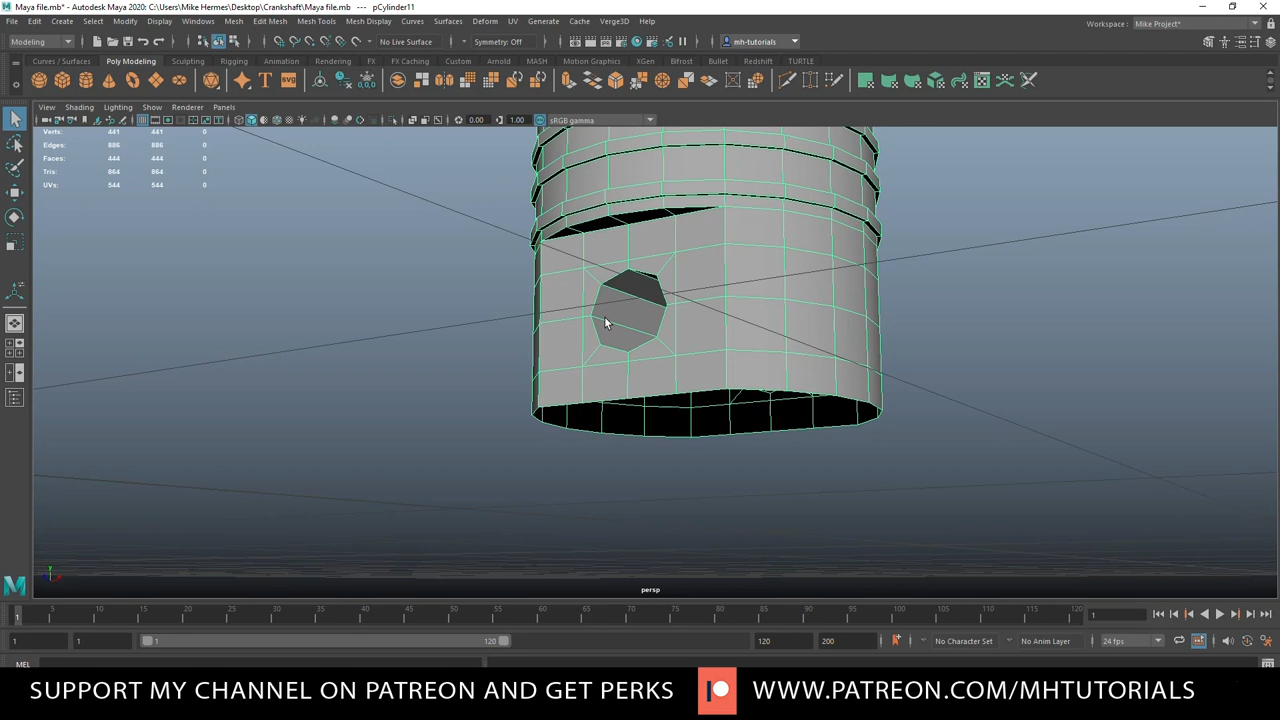 Maya file.mb* - Autodesk Maya 2020: C:\Users\Mike Hermes\Desktop\Crankshaft\Maya file.mb   ---   pCylinder11
File Edit Create Select Modify Display Windows Mesh Edit Mesh Mesh Tools Mesh Display Curves Surfaces Deform UV Generate Cache Verge3D Help
Workspace : Mike Project*
Modeling No Live Surface Symmetry: Off mh-tutorials
Curves / Surfaces Poly Modeling Sculpting Rigging Animation Rendering FX FX Caching Custom Arnold MASH Motion Graphics XGen Bifrost Bullet Redshift TURTLE
SVG 0,0,0
View Shading Lighting Show Renderer Panels
0.00 1.00 sRGB gamma
Verts: 441 441 0
Edges: 886 886 0
Faces: 444 444 0
Tris: 864 864 0
UVs: 544 544 0
persp
5 10 15 20 25 30 35 40 45 50 55 60 65 70 75 80 85 90 95 100 105 110 115 120
1 1
1 1 1 120 120 200 No Character Set No Anim Layer 24 fps
MEL
SUPPORT MY CHANNEL ON PATREON AND GET PERKS WWW.PATREON.COM/MHTUTORIALS